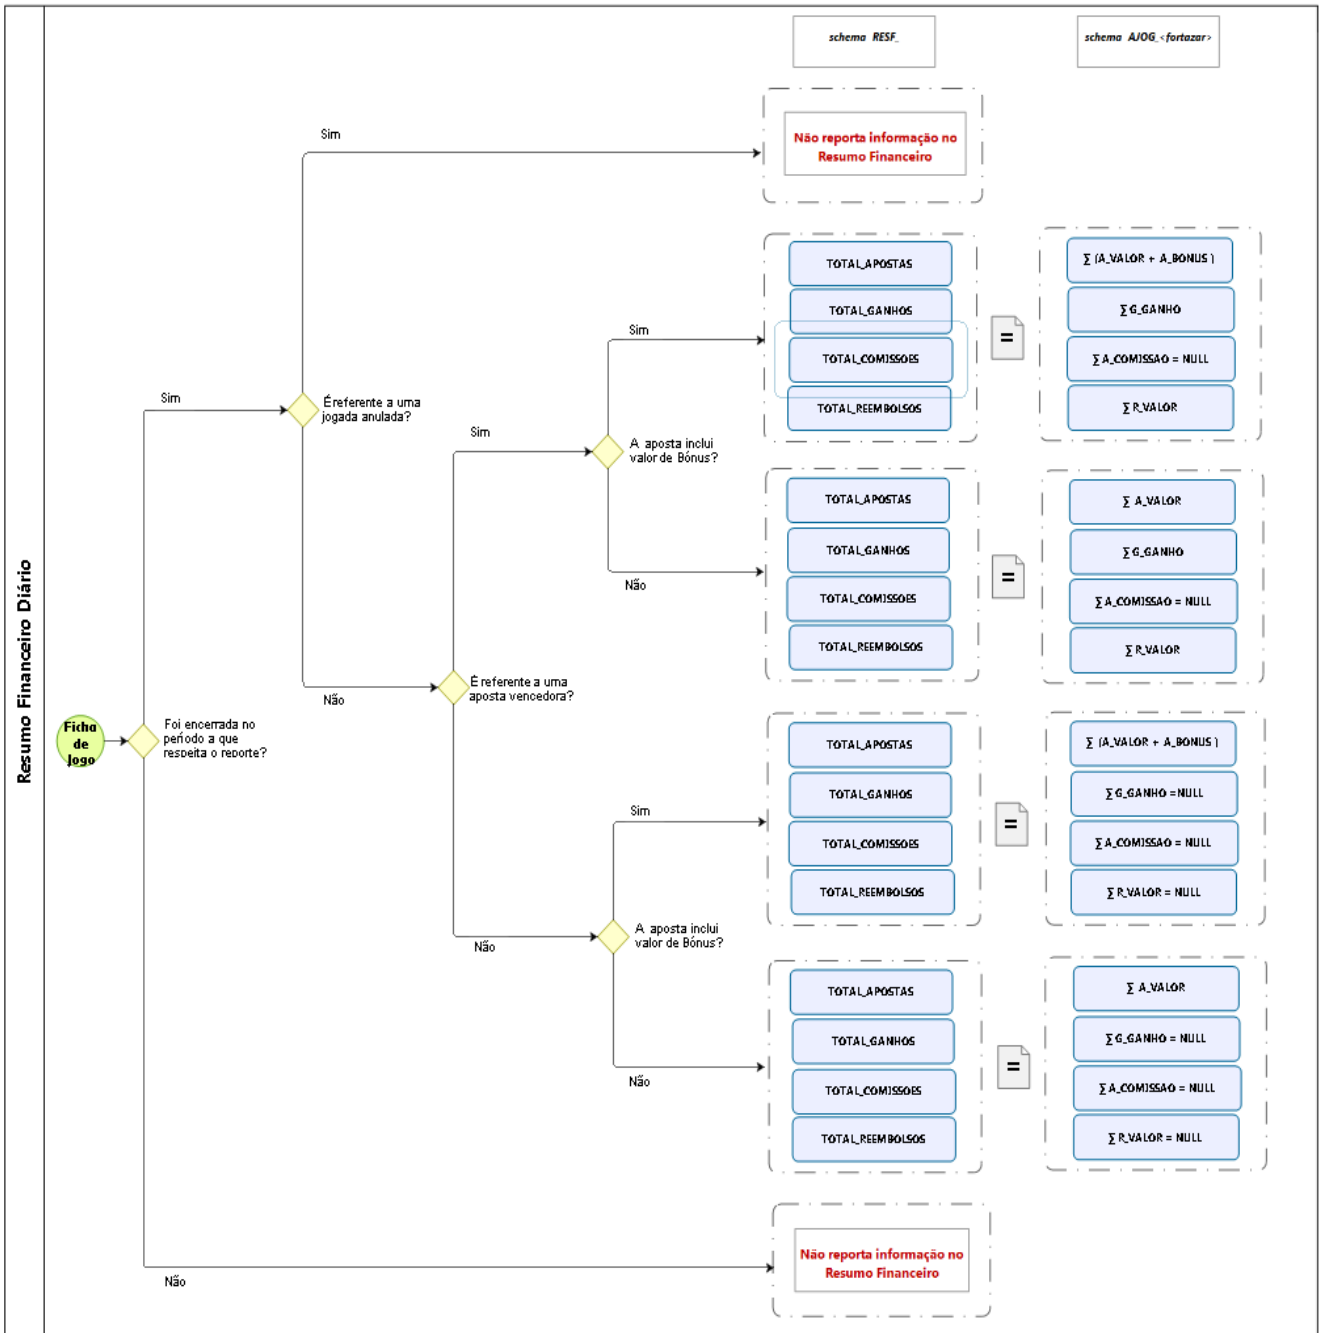 schema RESF_
schema AJOG_<fortazar>
Sim
Não reporta informação no
Resumo Financeiro
TOTAL_APOSTAS
∑ (A_VALOR + A_BONUS )
TOTAL_GANHOS
∑ G_GANHO
Sim
=
TOTAL_COMISSOES
∑ A_COMISSAO = NULL
Sim
É referente a uma
jogada anulada?
TOTAL_REEMBOLSOS
∑ R_VALOR
Sim
A aposta inclui
valor de Bónus?
TOTAL_APOSTAS
∑ A_VALOR
TOTAL_GANHOS
∑ G_GANHO
=
Não
TOTAL_COMISSOES
∑ A_COMISSAO = NULL
TOTAL_REEMBOLSOS
∑ R_VALOR
Resumo Financeiro Diário
É referente a uma
aposta vencedora?
Não
Ficha
de
Jogo
Foi encerrada no
período a que
respeita o reporte?
TOTAL_APOSTAS
∑ (A_VALOR + A_BONUS )
TOTAL_GANHOS
∑ G_GANHO =NULL
Sim
=
TOTAL_COMISSOES
∑ A_COMISSAO = NULL
TOTAL_REEMBOLSOS
∑ R_VALOR = NULL
A aposta inclui
valor de Bónus?
Não
TOTAL_APOSTAS
∑ A_VALOR
TOTAL_GANHOS
∑ G_GANHO = NULL
=
Não
TOTAL_COMISSOES
∑ A_COMISSAO = NULL
TOTAL_REEMBOLSOS
∑ R_VALOR = NULL
Não reporta informação no
Resumo Financeiro
Não